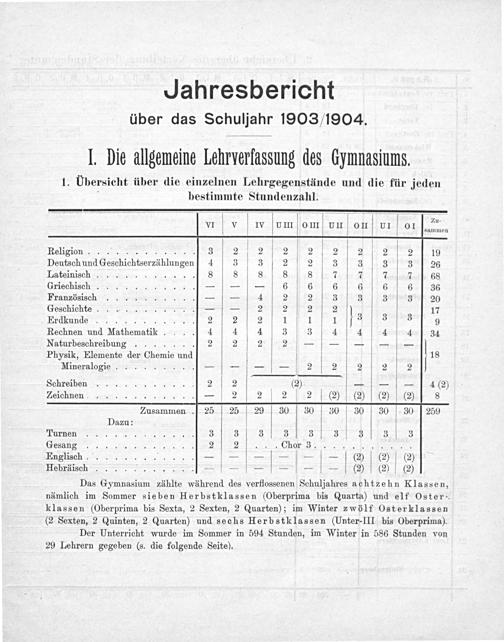 Jahresbericht
über das Schuljahr 1903/1904.
I. Die allgemeine Lehrverfassung des Gymnasiums.
1. Übersicht über die einzelnen Lehrgegenstände und die für jeden
bestimmte Stundenzahl.
VI V IV U III O III U II O II U I O I Zusammen
Religion . . . 3 2 2 2 2 2 2 2 2 19
Deutsch und Geschichtserzählungen 4 3 3 2 2 3 3 3 3 26
Lateinisch . . . 8 8 8 8 8 7 7 7 7 68
Griechisch . . . — — — 6 6 6 6 6 6 36
Französisch . . . — — 4 2 2 3 3 3 3 20
Geschichte . . . — — 2 2 2 2 } 3 3 3 17
Erdkunde . . . 2 2 2 1 1 1 9
Rechnen und Mathematik . . . 4 4 4 3 3 4 4 4 4 34
Naturbeschreibung . . . 2 2 2 2 — — — — — } 18
Physik, Elemente der Chemie und
Mineralogie . . . — — — — 2 2 2 2 2
Schreiben . . . 2 2 (2) — — — 4 (2)
Zeichnen . . . — 2 2 2 2 (2) (2) (2) (2) 8
Zusammen . 25 25 29 30 30 30 30 30 30 259
Dazu:
Turnen . . . 3 3 3 3 3 3 3 3 3
Gesang . . . 2 2 . . Chor 3 . . .
Englisch . . . — — — — — — (2) (2) (2)
Hebräisch . . . — — — — — — (2) (2) (2)
Das Gymnasium zählte während des verflossenen Schuljahres achtzehn Klassen,
nämlich im Sommer sieben Herbstklassen (Oberprima bis Quarta) und elf Oster-
klassen (Oberprima bis Sexta, 2 Sexten, 2 Quarten); im Winter zwölf Osterklassen
(2 Sexten, 2 Quinten, 2 Quarten) und sechs Herbstklassen (Unter-III bis Oberprima).
Der Unterricht wurde im Sommer in 594 Stunden, im Winter in 586 Stunden von
29 Lehrern gegeben (s. die folgende Seite).